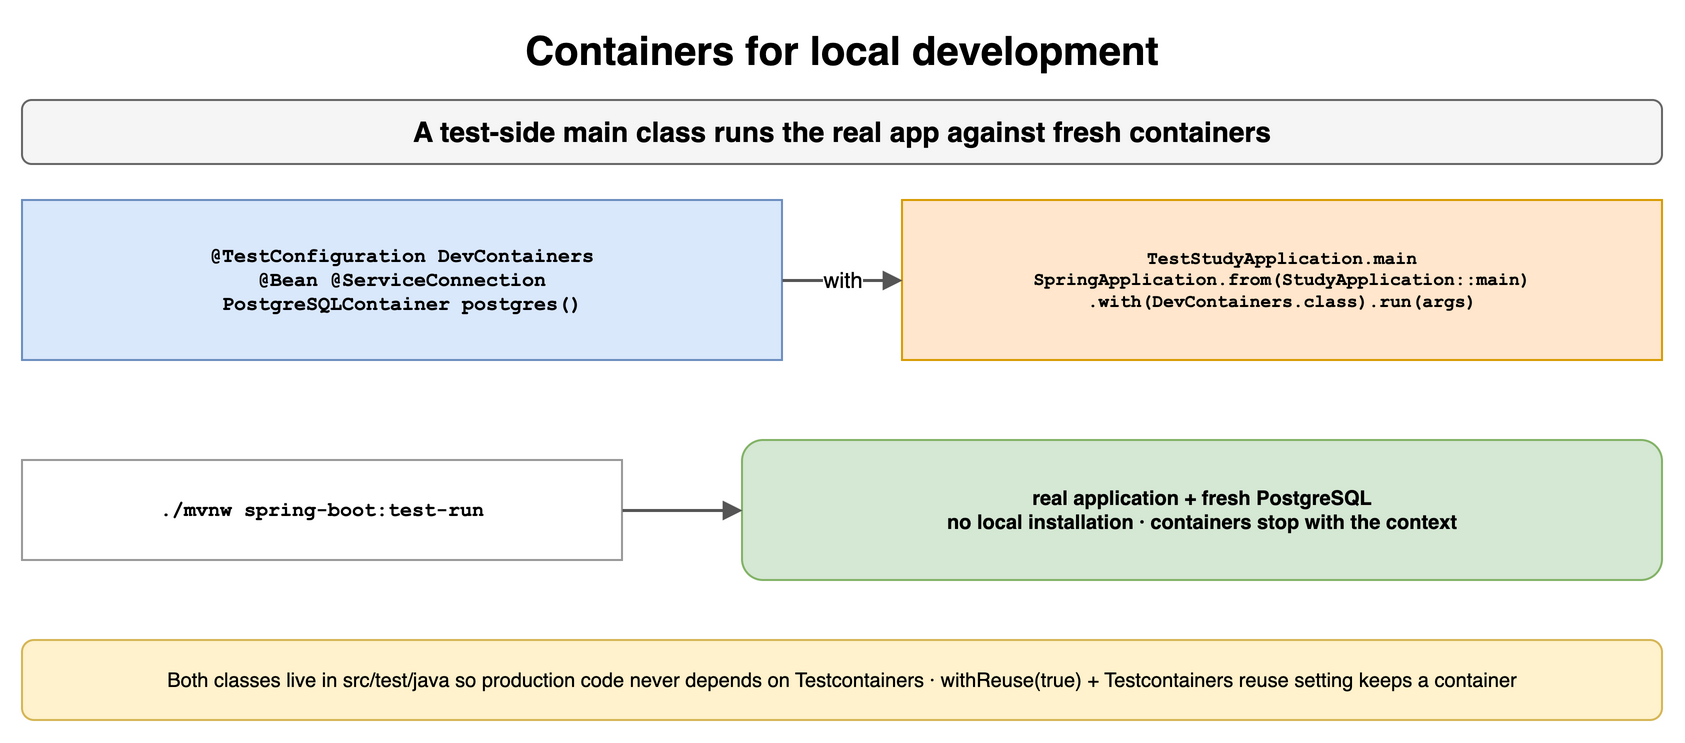 Containers for local development
A test-side main class runs the real app against fresh containers
@TestConfiguration DevContainers
@Bean @ServiceConnection
PostgreSQLContainer postgres()
with
TestStudyApplication.main
SpringApplication.from(StudyApplication::main)
.with(DevContainers.class).run(args)
./mvnw spring-boot:test-run
real application + fresh PostgreSQL
no local installation · containers stop with the context
Both classes live in src/test/java so production code never depends on Testcontainers · withReuse(true) + Testcontainers reuse setting keeps a container